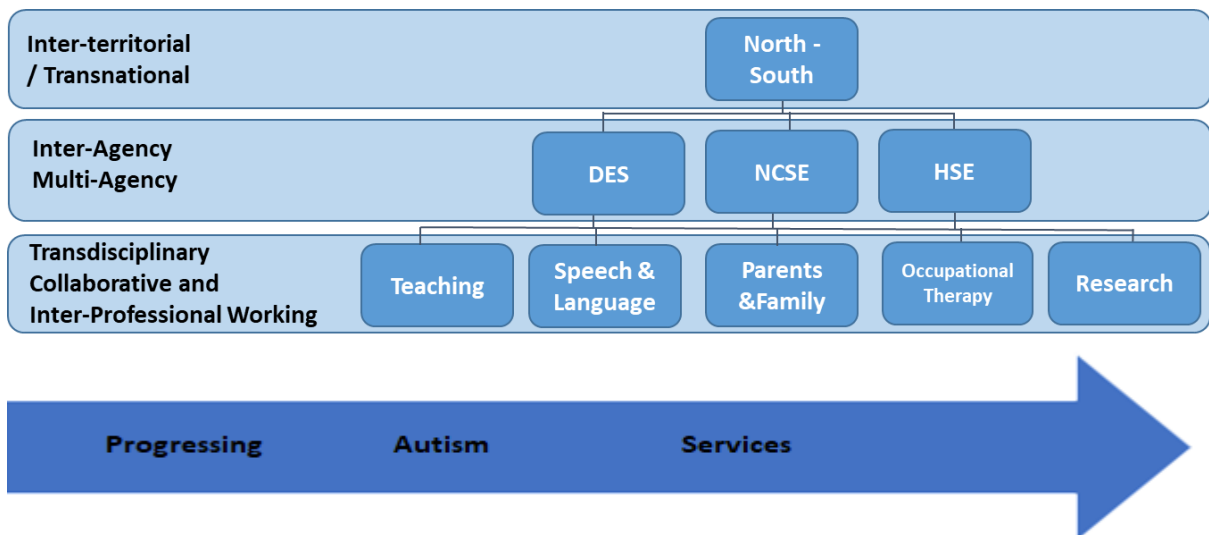 Inter-territorial
/ Transnational
North -
South
Inter-Agency
Multi-Agency
DES
NCSE
HSE
Transdisciplinary
Collaborative and
Inter-Professional Working
Teaching
Speech &
Language
Parents
&Family
Occupational
Therapy
Research
Progressing Autism Services